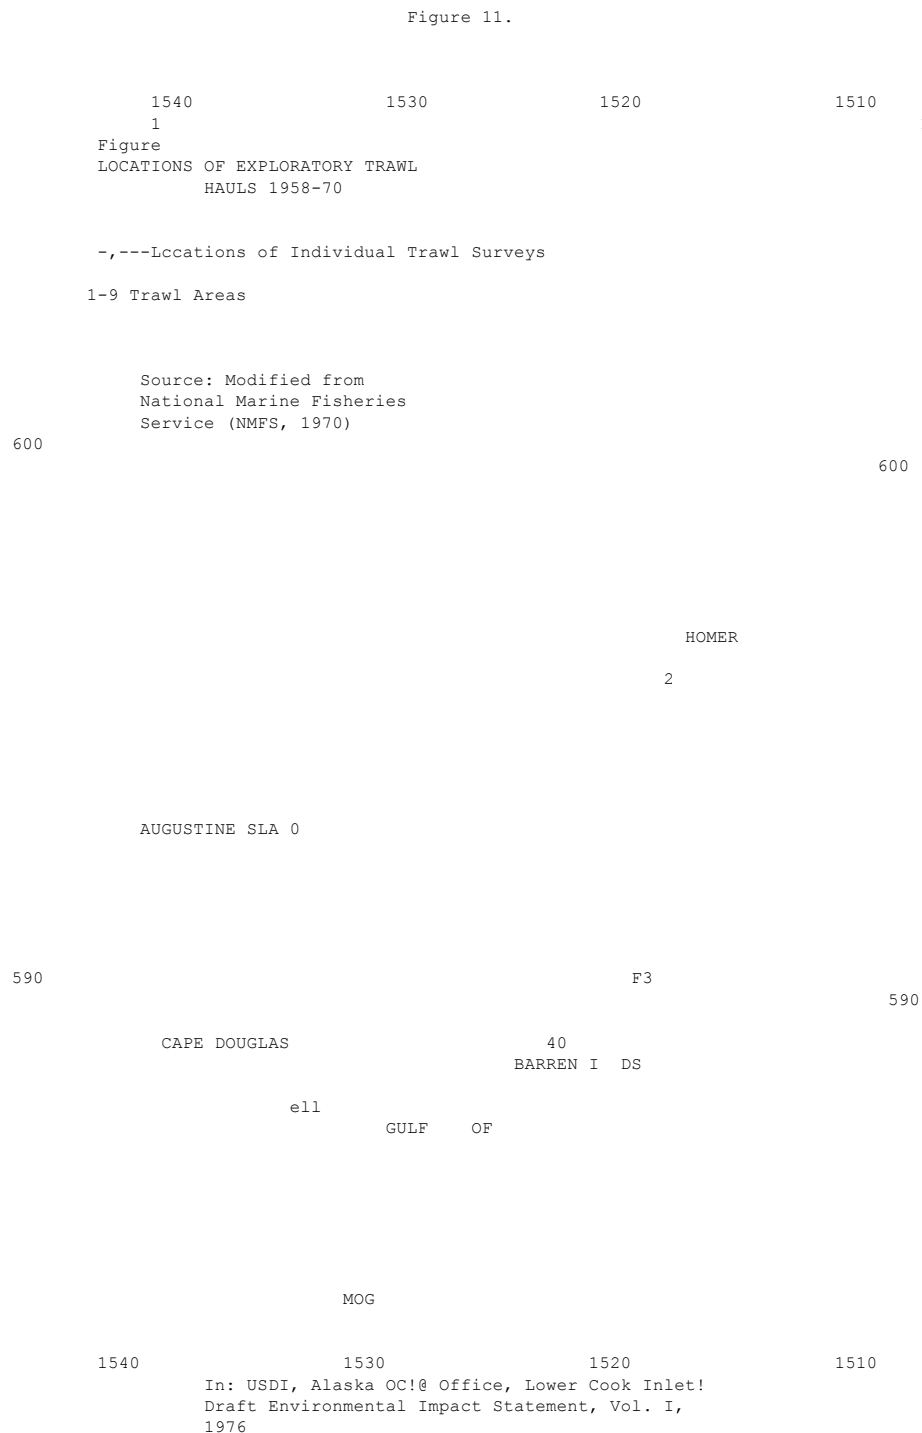 Figure 11.
1540 1530 1520 1510
1
Figure
LOCATIONS OF EXPLORATORY TRAWL
HAULS 1958-70
-,---Lccations of Individual Trawl Surveys
1-9 Trawl Areas
Source: Modified from
National Marine Fisheries
Service (NMFS, 1970)
600
600
HOMER
2
AUGUSTINE SLA 0
590 F3
590
CAPE DOUGLAS 40
BARREN I DS
ell
GULF OF
MOG
1540 1530 1520 1510
In: USDI, Alaska OC!@ Office, Lower Cook Inlet!
Draft Environmental Impact Statement, Vol. I,
1976